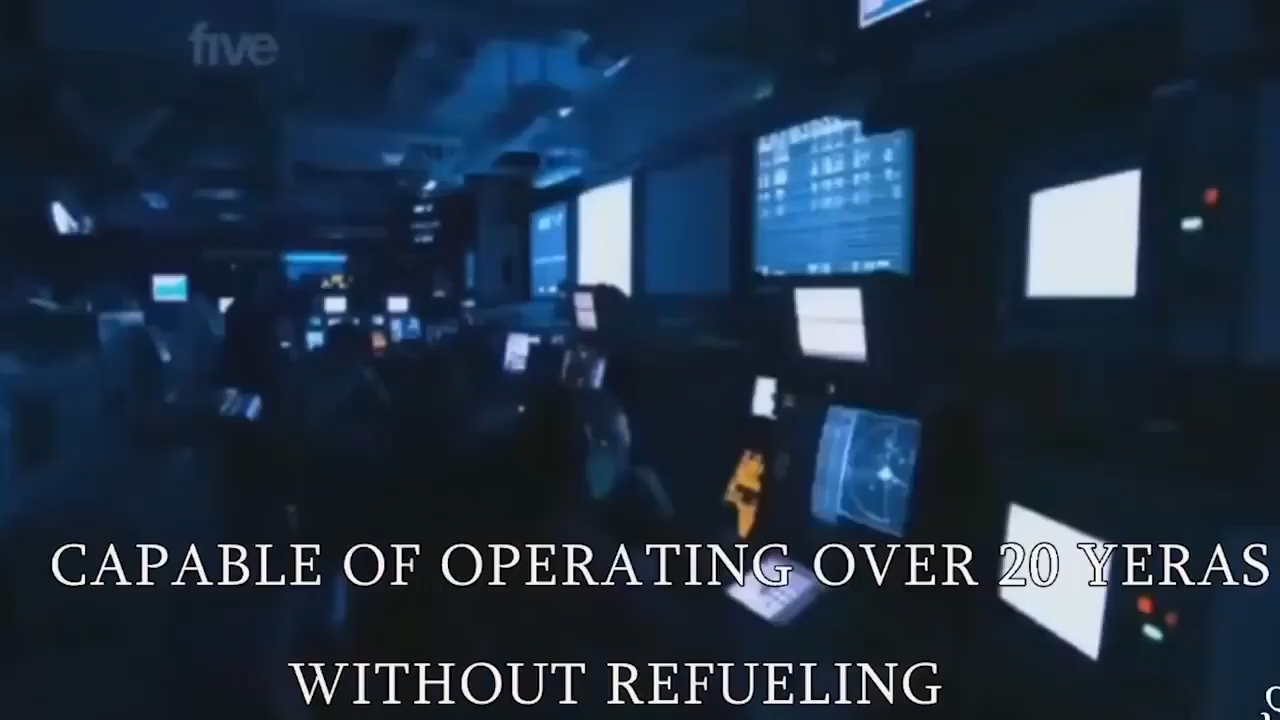 five
CAPABLE OF OPERATING OVER 20 YERAS
WITHOUT REFUELING